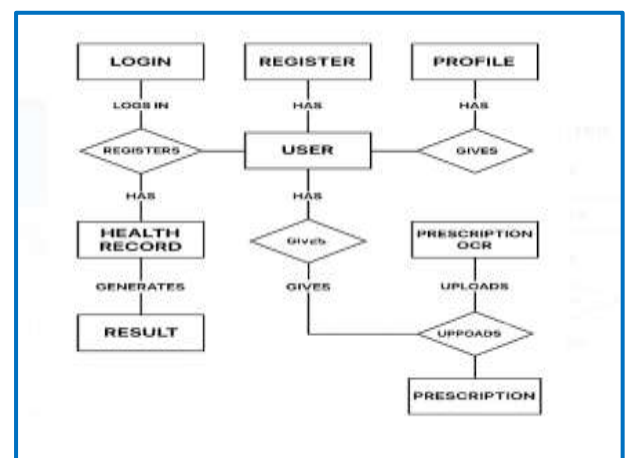 LOGIN
REGISTER
PROFILE
LOGS IN
HAS
HAS
REGISTERS
USER
GIVES
HAS
HAS
HEALTH
RECORD
GIVES
PRESCRIPTION
OCR
GENERATES
GIVES
UPLOADS
RESULT
UPPOADS
PRESCRIPTION